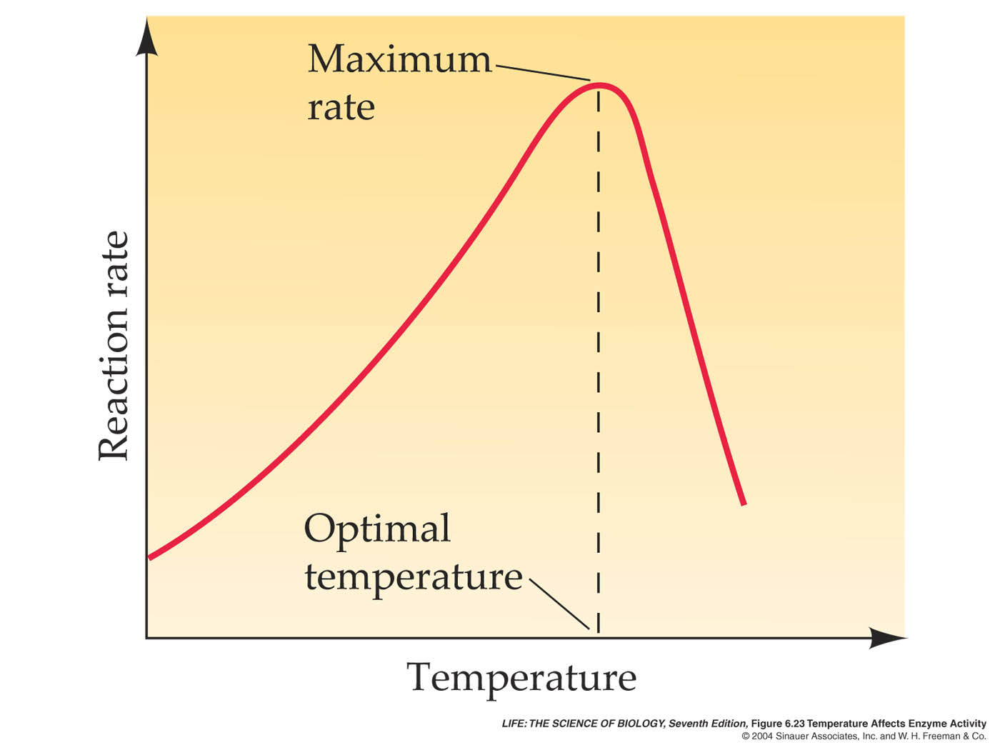 Maximum
rate
Reaction rate
Optimal
temperature
Temperature
LIFE: THE SCIENCE OF BIOLOGY, Seventh Edition, Figure 6.23 Temperature Affects Enzyme Activity
© 2004 Sinauer Associates, Inc. and W. H. Freeman & Co.